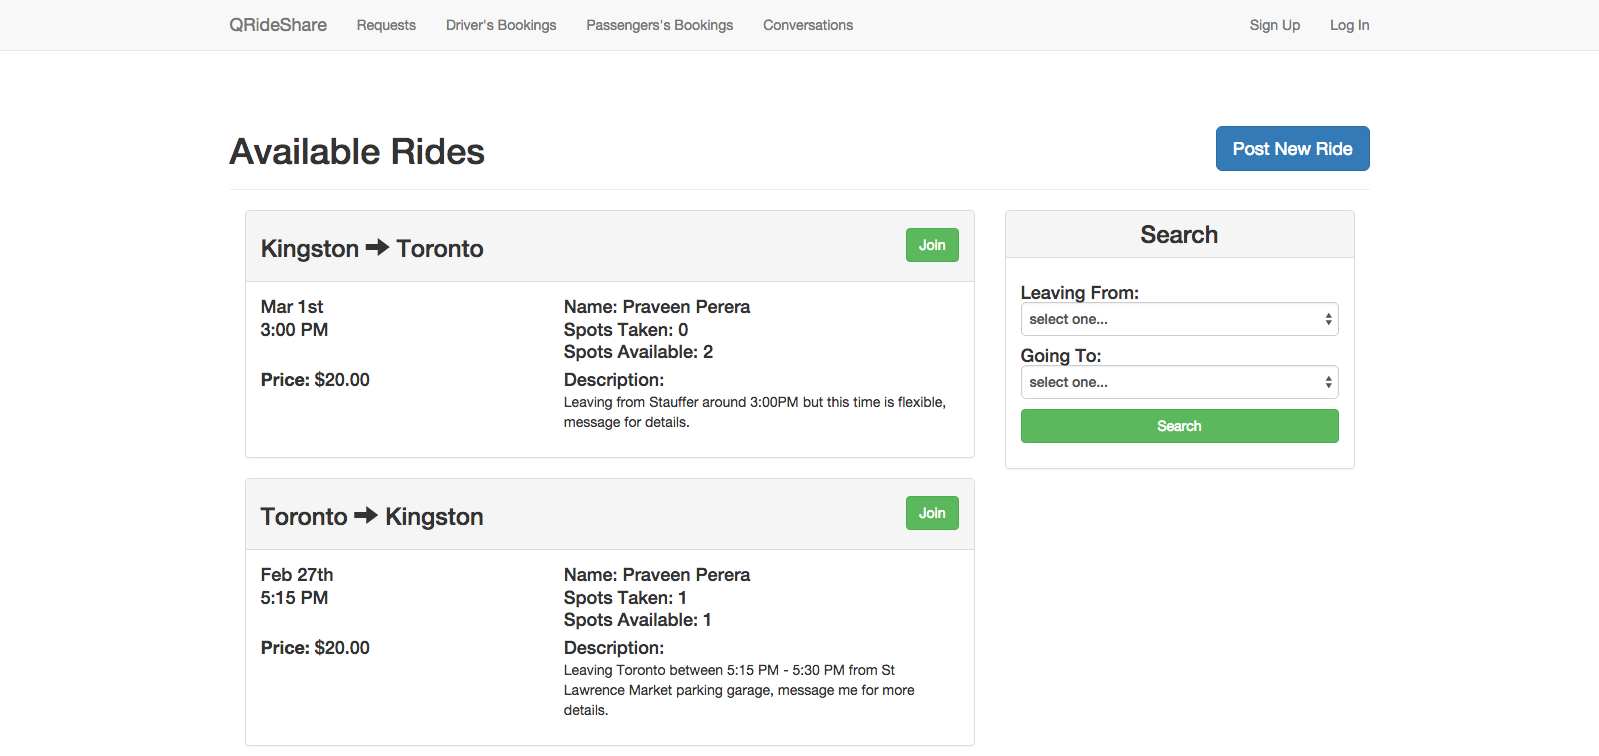 QRideShare Requests Driver's Bookings Passengers's Bookings Conversations Sign Up Log In
Available Rides
Post New Ride
Kingston → Toronto
Join
Mar 1st
3:00 PM
Price: $20.00
Name: Praveen Perera
Spots Taken: 0
Spots Available: 2
Description:
Leaving from Stauffer around 3:00PM but this time is flexible,
message for details.
Toronto → Kingston
Join
Feb 27th
5:15 PM
Price: $20.00
Name: Praveen Perera
Spots Taken: 1
Spots Available: 1
Description:
Leaving Toronto between 5:15 PM - 5:30 PM from St
Lawrence Market parking garage, message me for more
details.
Search
Leaving From:
select one...
Going To:
select one...
Search